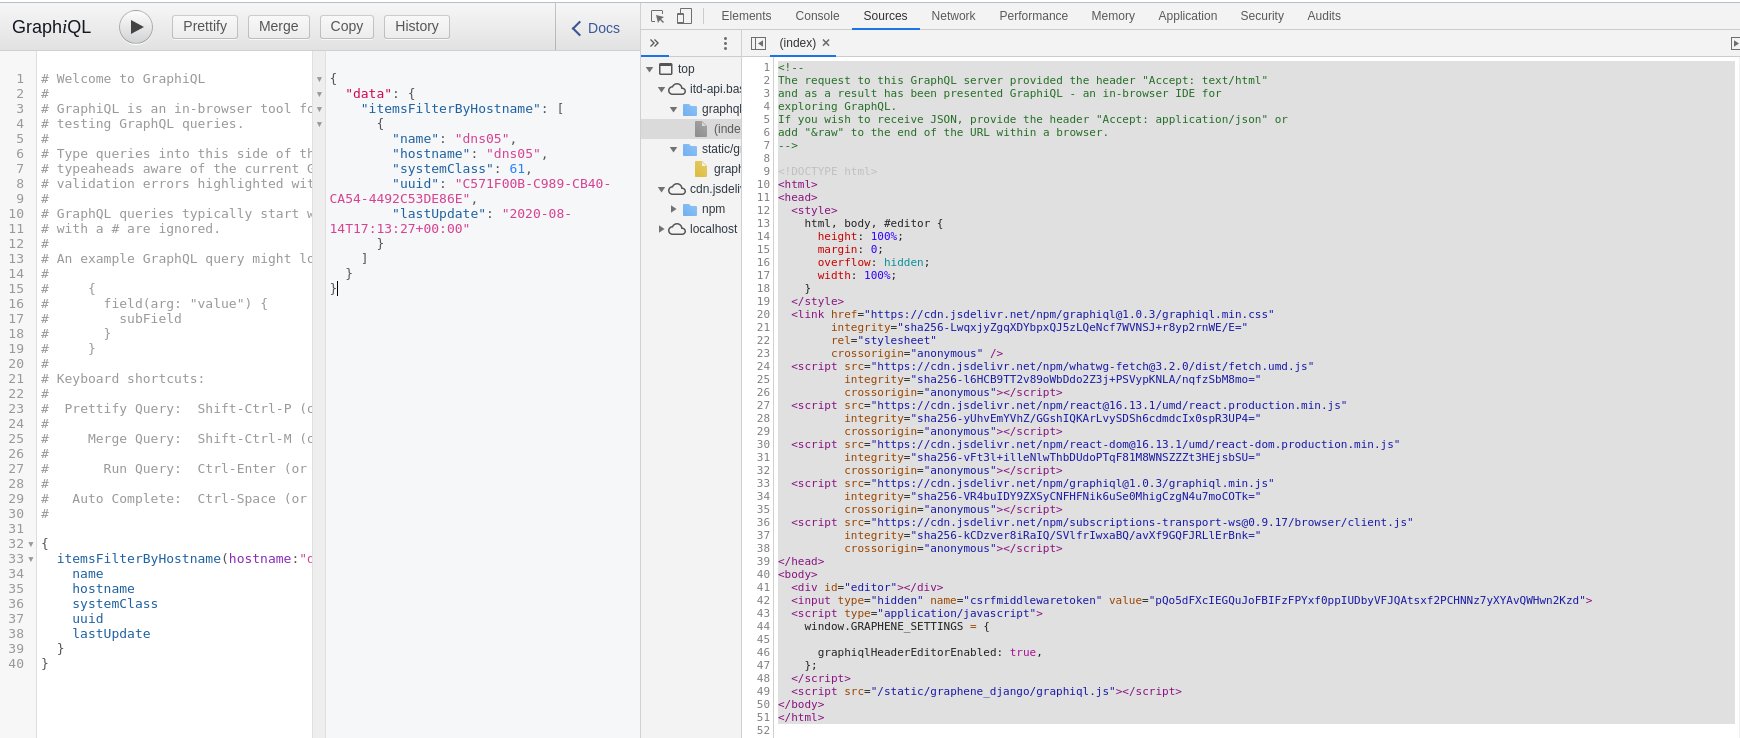 GraphiQL
Prettify
Merge
Copy
History
Docs
1 # Welcome to GraphiQL
2 #
3 # GraphiQL is an in-browser tool fo
4 # testing GraphQL queries.
5 #
6 # Type queries into this side of th
7 # typeaheads aware of the current G
8 # validation errors highlighted wit
9 #
10 # GraphQL queries typically start w
11 # with a # are ignored.
12 #
13 # An example GraphQL query might lo
14 #
15 #     {
16 #       field(arg: "value") {
17 #         subField
18 #       }
19 #     }
20 #
21 # Keyboard shortcuts:
22 #
23 #  Prettify Query:  Shift-Ctrl-P (o
24 #
25 #     Merge Query:  Shift-Ctrl-M (o
26 #
27 #       Run Query:  Ctrl-Enter (or
28 #
29 #   Auto Complete:  Ctrl-Space (or
30 #
31
32 {
33   itemsFilterByHostname(hostname:"d
34     name
35     hostname
36     systemClass
37     uuid
38     lastUpdate
39   }
40 }
{
  "data": {
    "itemsFilterByHostname": [
      {
        "name": "dns05",
        "hostname": "dns05",
        "systemClass": 61,
        "uuid": "C571F00B-C989-CB40-
CA54-4492C53DE86E",
        "lastUpdate": "2020-08-
14T17:13:27+00:00"
      }
    ]
  }
}
Elements
Console
Sources
Network
Performance
Memory
Application
Security
Audits
(index)
top
itd-api.bas
graphql
(inde
static/g
graph
cdn.jsdeliv
npm
localhost
1 <!--
2 The request to this GraphQL server provided the header "Accept: text/html"
3 and as a result has been presented GraphiQL - an in-browser IDE for
4 exploring GraphQL.
5 If you wish to receive JSON, provide the header "Accept: application/json" or
6 add "&raw" to the end of the URL within a browser.
7 -->
8
9 <!DOCTYPE html>
10 <html>
11 <head>
12   <style>
13     html, body, #editor {
14       height: 100%;
15       margin: 0;
16       overflow: hidden;
17       width: 100%;
18     }
19   </style>
20   <link href="https://cdn.jsdelivr.net/npm/graphiql@1.0.3/graphiql.min.css"
21         integrity="sha256-LwqxjyZgqXDYbpxQJ5zLQeNcf7WVNSJ+r8yp2rnWE/E="
22         rel="stylesheet"
23         crossorigin="anonymous" />
24   <script src="https://cdn.jsdelivr.net/npm/whatwg-fetch@3.2.0/dist/fetch.umd.js"
25           integrity="sha256-l6HCB9TT2v89oWbDdo2Z3j+PSVypKNLA/nqfzSbM8mo="
26           crossorigin="anonymous"></script>
27   <script src="https://cdn.jsdelivr.net/npm/react@16.13.1/umd/react.production.min.js"
28           integrity="sha256-yUhvEmYVhZ/GGshIQKArLvySDSh6cdmdcIx0spR3UP4="
29           crossorigin="anonymous"></script>
30   <script src="https://cdn.jsdelivr.net/npm/react-dom@16.13.1/umd/react-dom.production.min.js"
31           integrity="sha256-vFt3l+illeNlwThbDUdoPTqF81M8WNSZZZt3HEjsbSU="
32           crossorigin="anonymous"></script>
33   <script src="https://cdn.jsdelivr.net/npm/graphiql@1.0.3/graphiql.min.js"
34           integrity="sha256-VR4buIDY9ZXSyCNFHFNik6uSe0MhigCzgN4u7moCOTk="
35           crossorigin="anonymous"></script>
36   <script src="https://cdn.jsdelivr.net/npm/subscriptions-transport-ws@0.9.17/browser/client.js"
37           integrity="sha256-kCDzver8iRaIQ/SVlfrIwxaBQ/avXf9GQFJRLlErBnk="
38           crossorigin="anonymous"></script>
39 </head>
40 <body>
41   <div id="editor"></div>
42   <input type="hidden" name="csrfmiddlewaretoken" value="pQo5dFXcIEGQuJoFBIFzFPYxf0ppIUDbyVFJQAtsxf2PCHNNz7yXYAvQWHwn2Kzd">
43   <script type="application/javascript">
44     window.GRAPHENE_SETTINGS = {
45
46       graphiqlHeaderEditorEnabled: true,
47     };
48   </script>
49   <script src="/static/graphene_django/graphiql.js"></script>
50 </body>
51 </html>
52